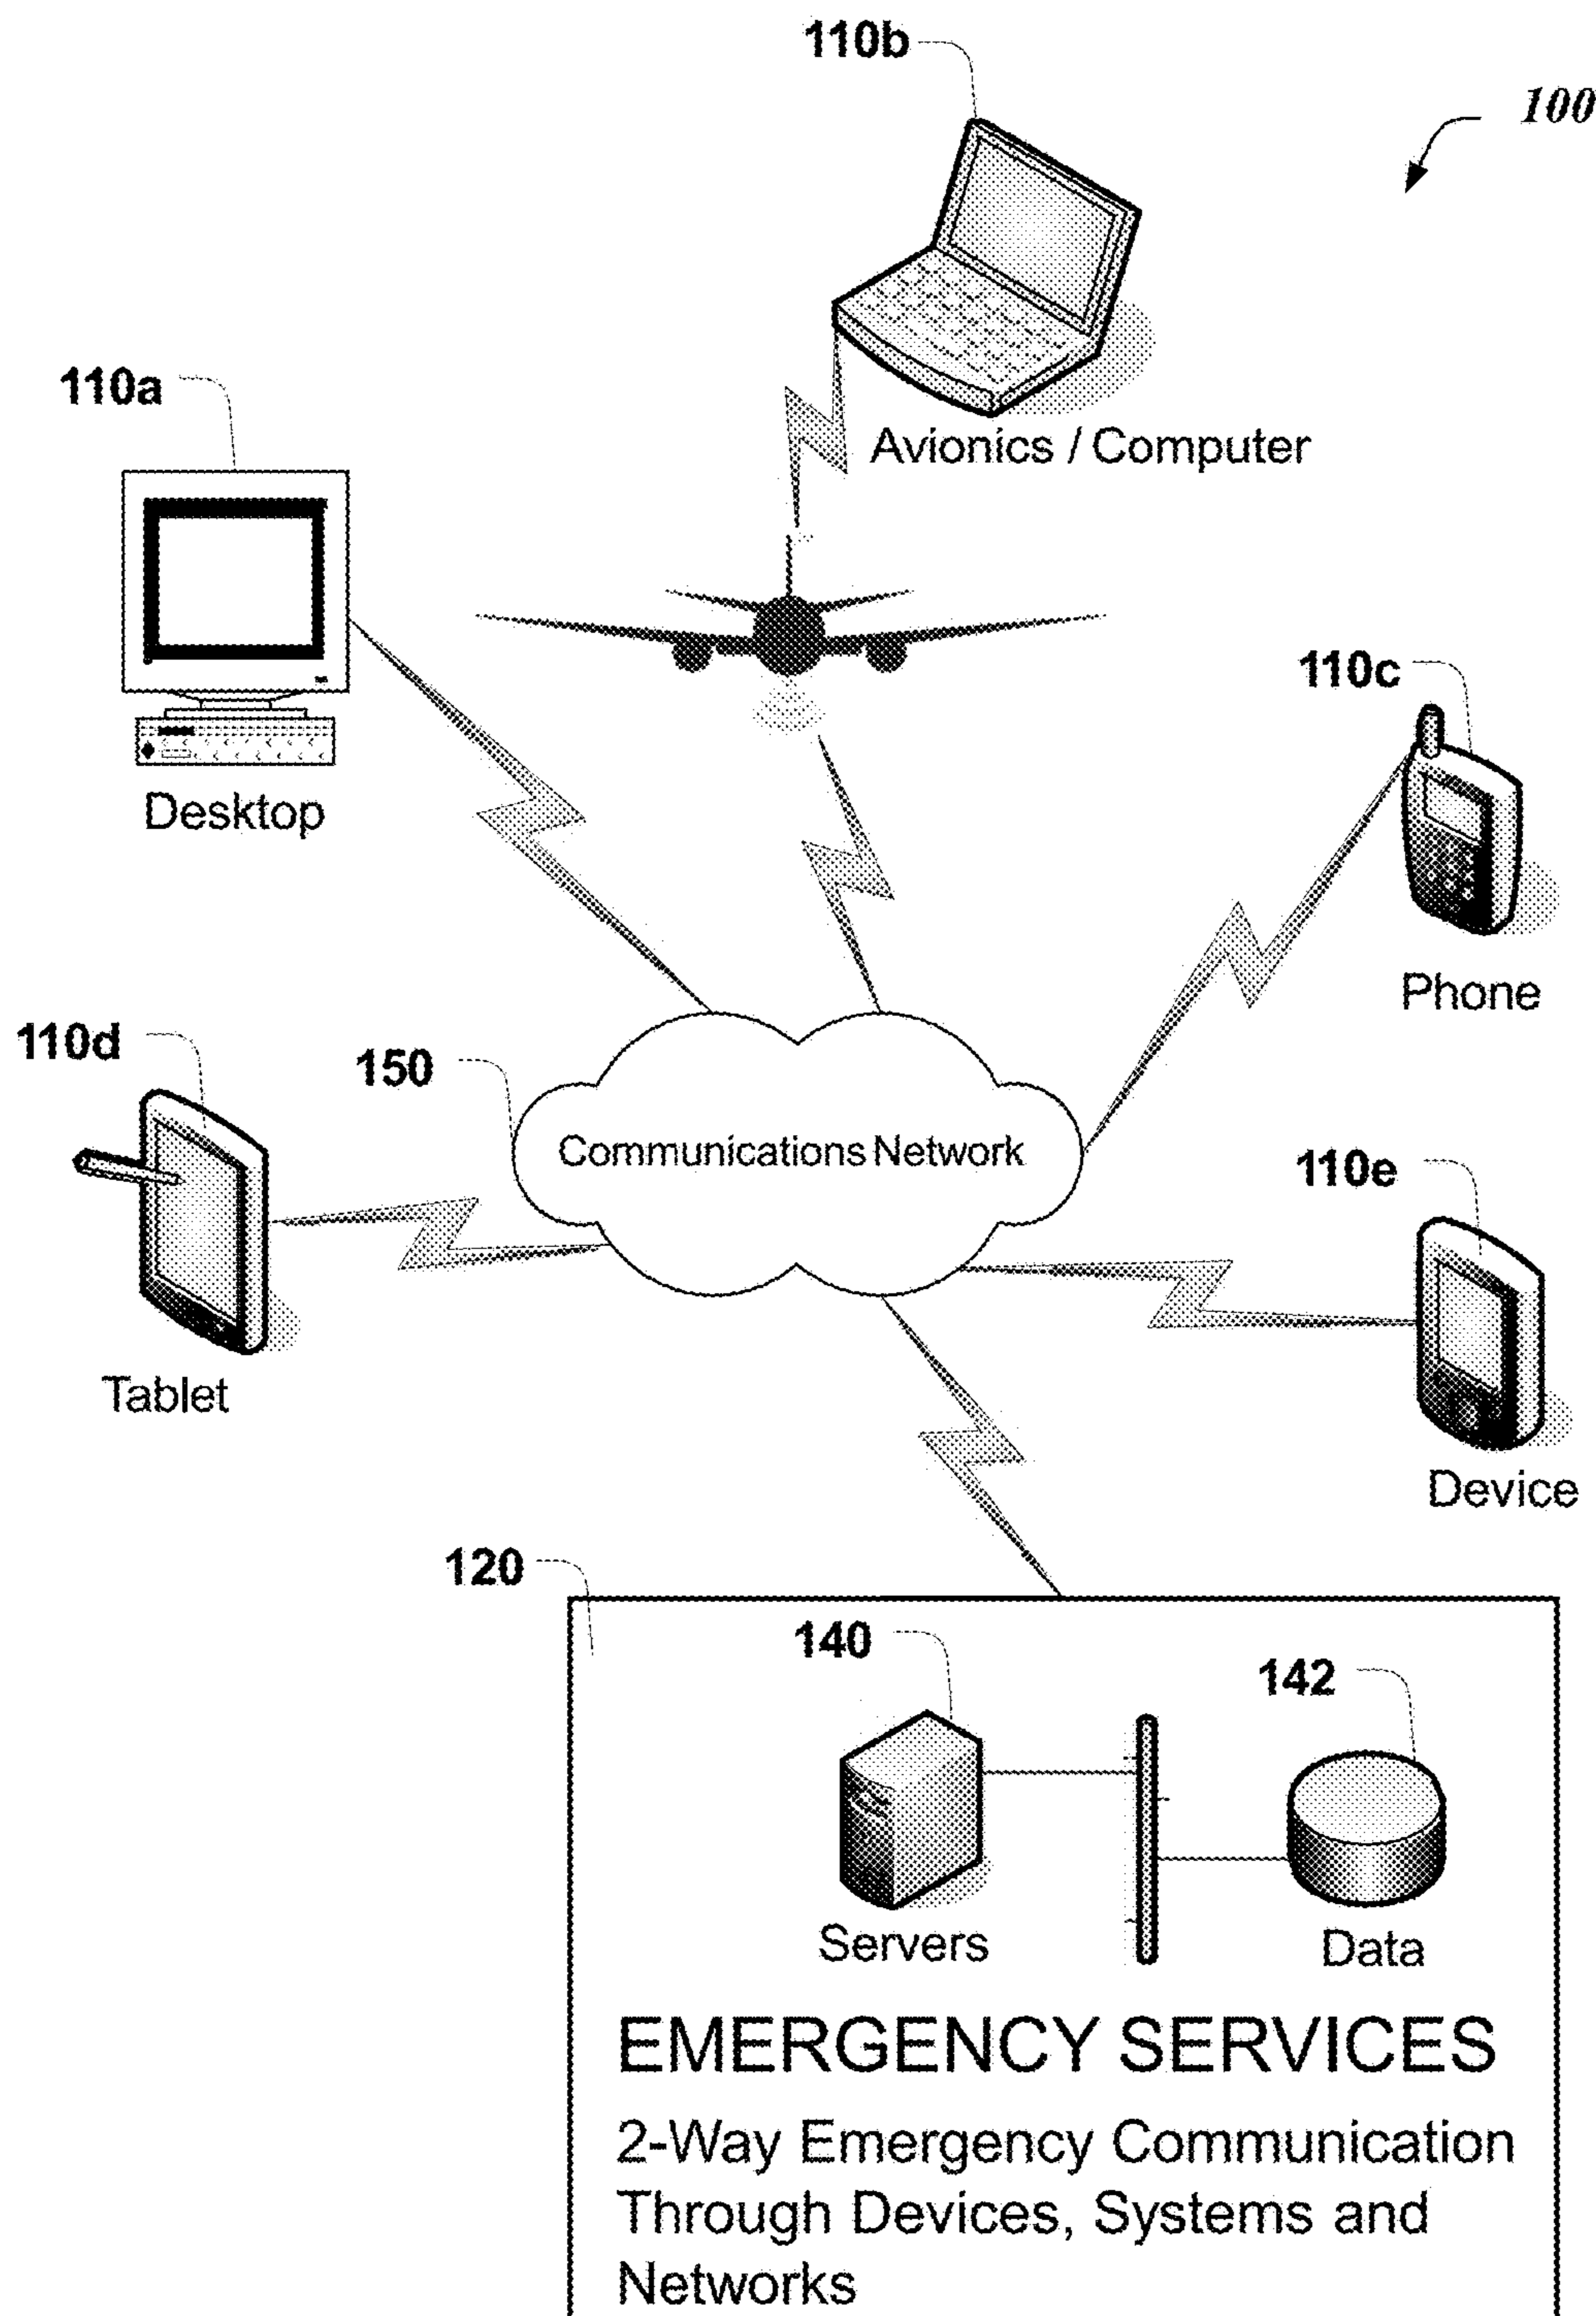 110b
100
Avionics / Computer
110a
Desktop
110c
Phone
110d
150
Communications Network
110e
Tablet
Device
120
140
142
Servers
Data
EMERGENCY SERVICES
2-Way Emergency Communication
Through Devices, Systems and
Networks